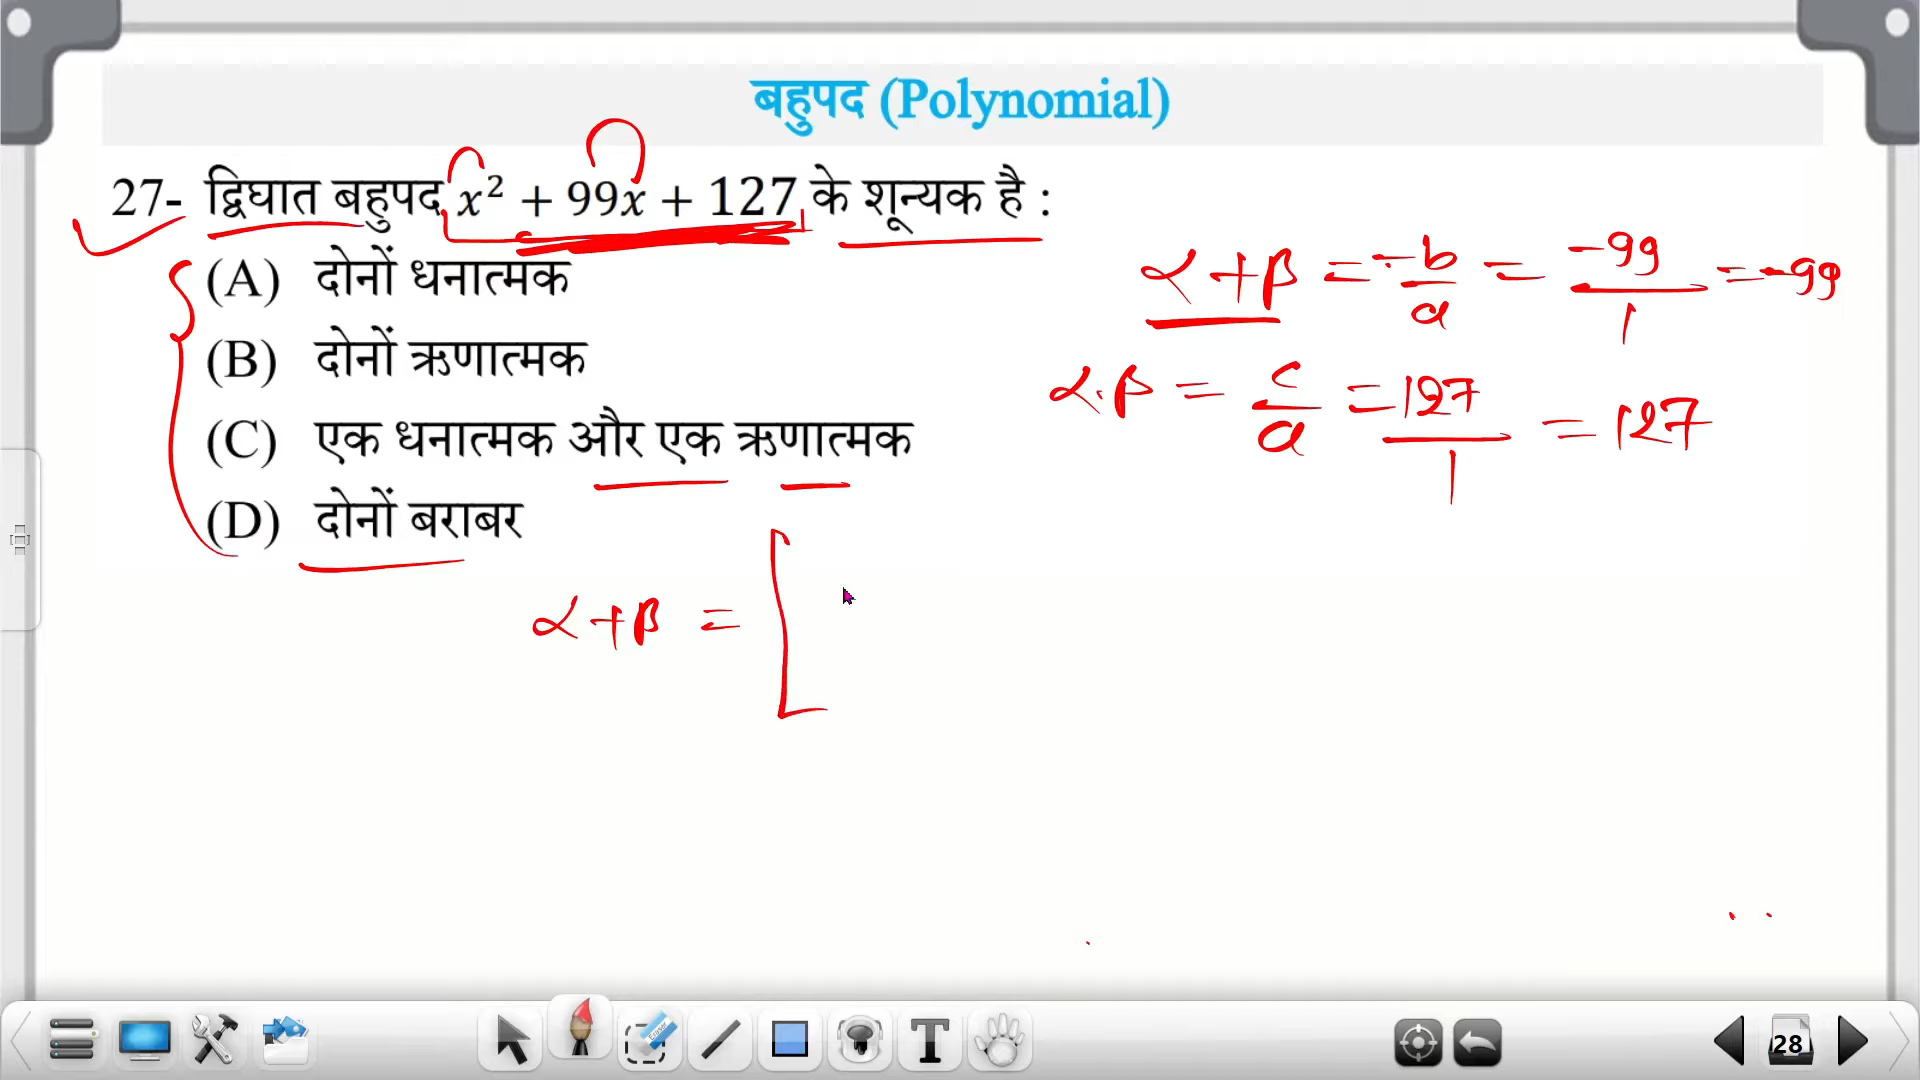 बहुपद (Polynomial)
27- द्विघात बहुपद x² + 99x + 127 के शून्यक है :
(A) दोनों धनात्मक
(B) दोनों ऋणात्मक
(C) एक धनात्मक और एक ऋणात्मक
(D) दोनों बराबर
α + β = -b/a = -99/1 = -99
α.β = c/a = 127/1 = 127
α + β = [
28